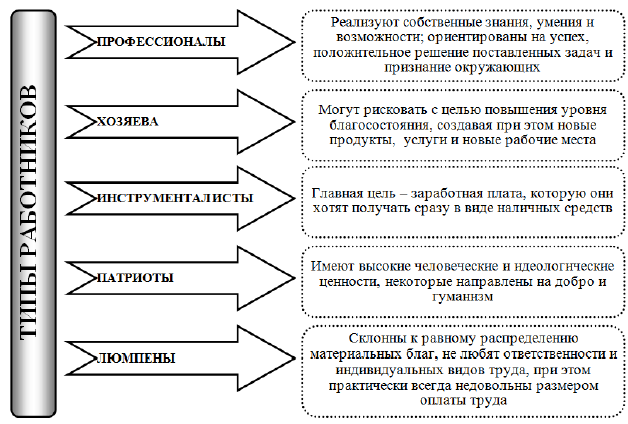 ТИПЫ РАБОТНИКОВ
ПРОФЕССИОНАЛЫ
Реализуют собственные знания, умения и
возможности; ориентированы на успех,
положительное решение поставленных задач и
признание окружающих
ХОЗЯЕВА
Могут рисковать с целью повышения уровня
благосостояния, создавая при этом новые
продукты, услуги и новые рабочие места
ИНСТРУМЕНТАЛИСТЫ
Главная цель – заработная плата, которую они
хотят получать сразу в виде наличных средств
ПАТРИОТЫ
Имеют высокие человеческие и идеологические
ценности, некоторые направлены на добро и
гуманизм
ЛЮМПЕНЫ
Склонны к равному распределению
материальных благ, не любят ответственности и
индивидуальных видов труда, при этом
практически всегда недовольны размером
оплаты труда